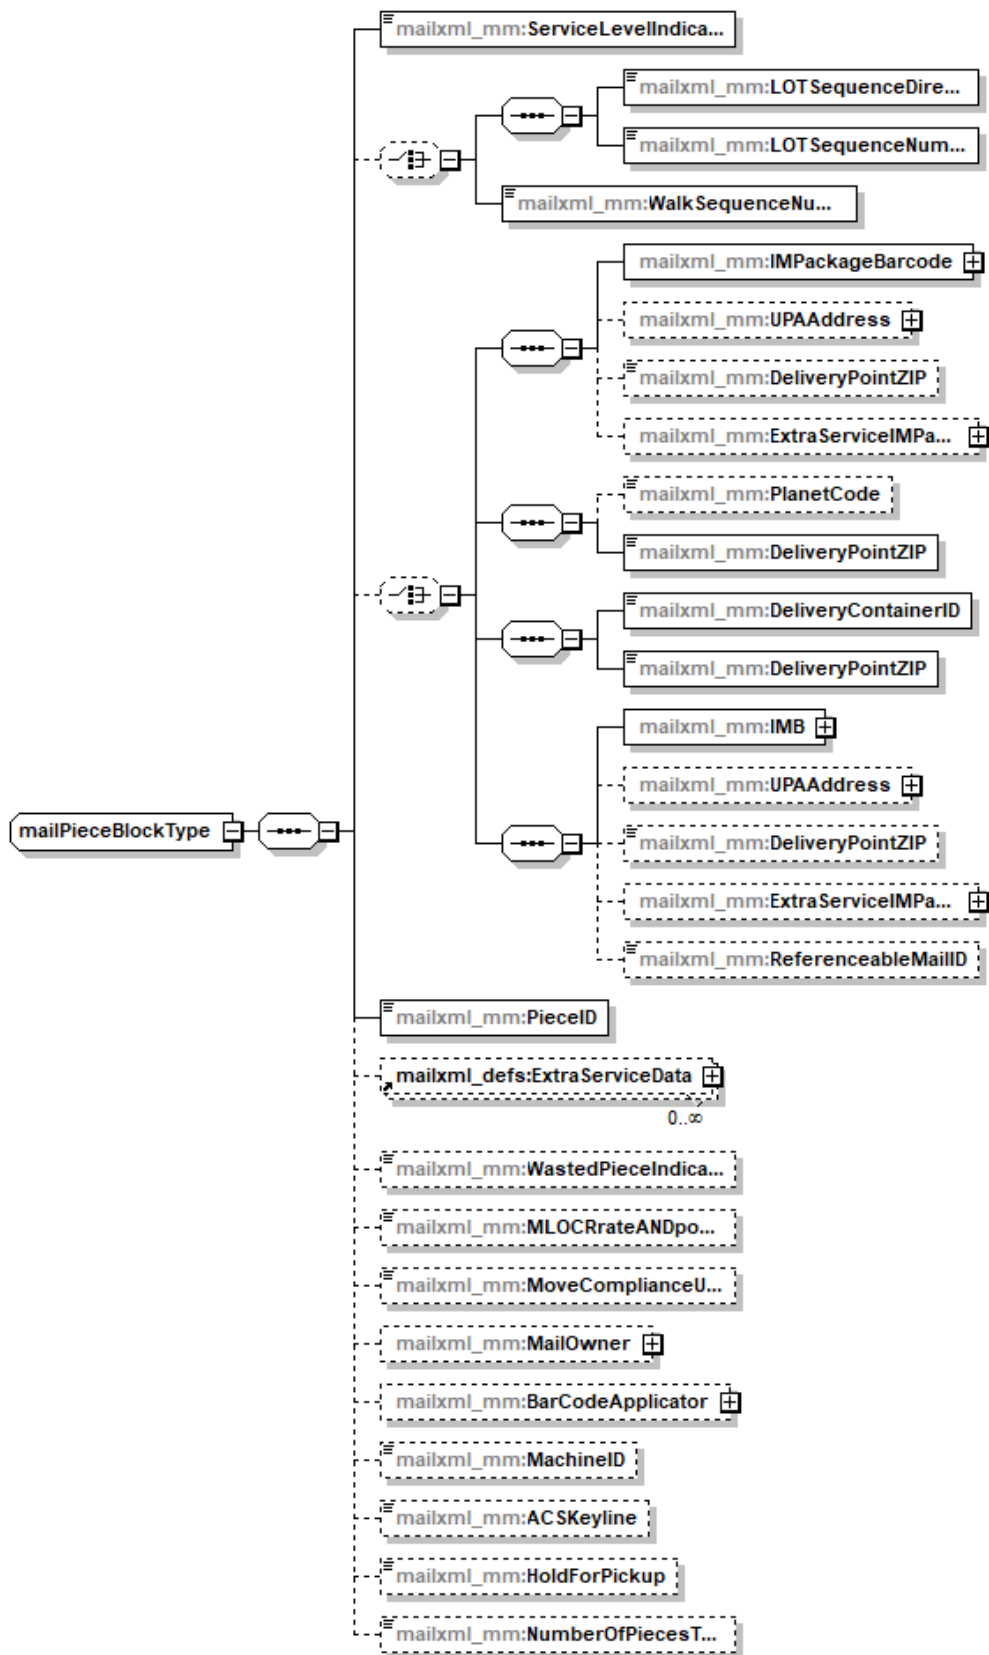 mailxml_mm:ServiceLevelIndica...
mailxml_mm:LOTSequenceDire...
mailxml_mm:LOTSequenceNum...
mailxml_mm:WalkSequenceNu...
mailxml_mm:IMPackageBarcode
mailxml_mm:UPAAddress
mailxml_mm:DeliveryPointZIP
mailxml_mm:ExtraServiceIMPa...
mailxml_mm:PlanetCode
mailxml_mm:DeliveryPointZIP
mailxml_mm:DeliveryContainerID
mailxml_mm:DeliveryPointZIP
mailxml_mm:IMB
mailxml_mm:UPAAddress
mailPieceBlockType
mailxml_mm:DeliveryPointZIP
mailxml_mm:ExtraServiceIMPa...
mailxml_mm:ReferenceableMailID
mailxml_mm:PieceID
mailxml_defs:ExtraServiceData
0..∞
mailxml_mm:WastedPieceIndica...
mailxml_mm:MLOCRrateANDpo...
mailxml_mm:MoveComplianceU...
mailxml_mm:MailOwner
mailxml_mm:BarCodeApplicator
mailxml_mm:MachineID
mailxml_mm:ACSKeyline
mailxml_mm:HoldForPickup
mailxml_mm:NumberOfPiecesT...